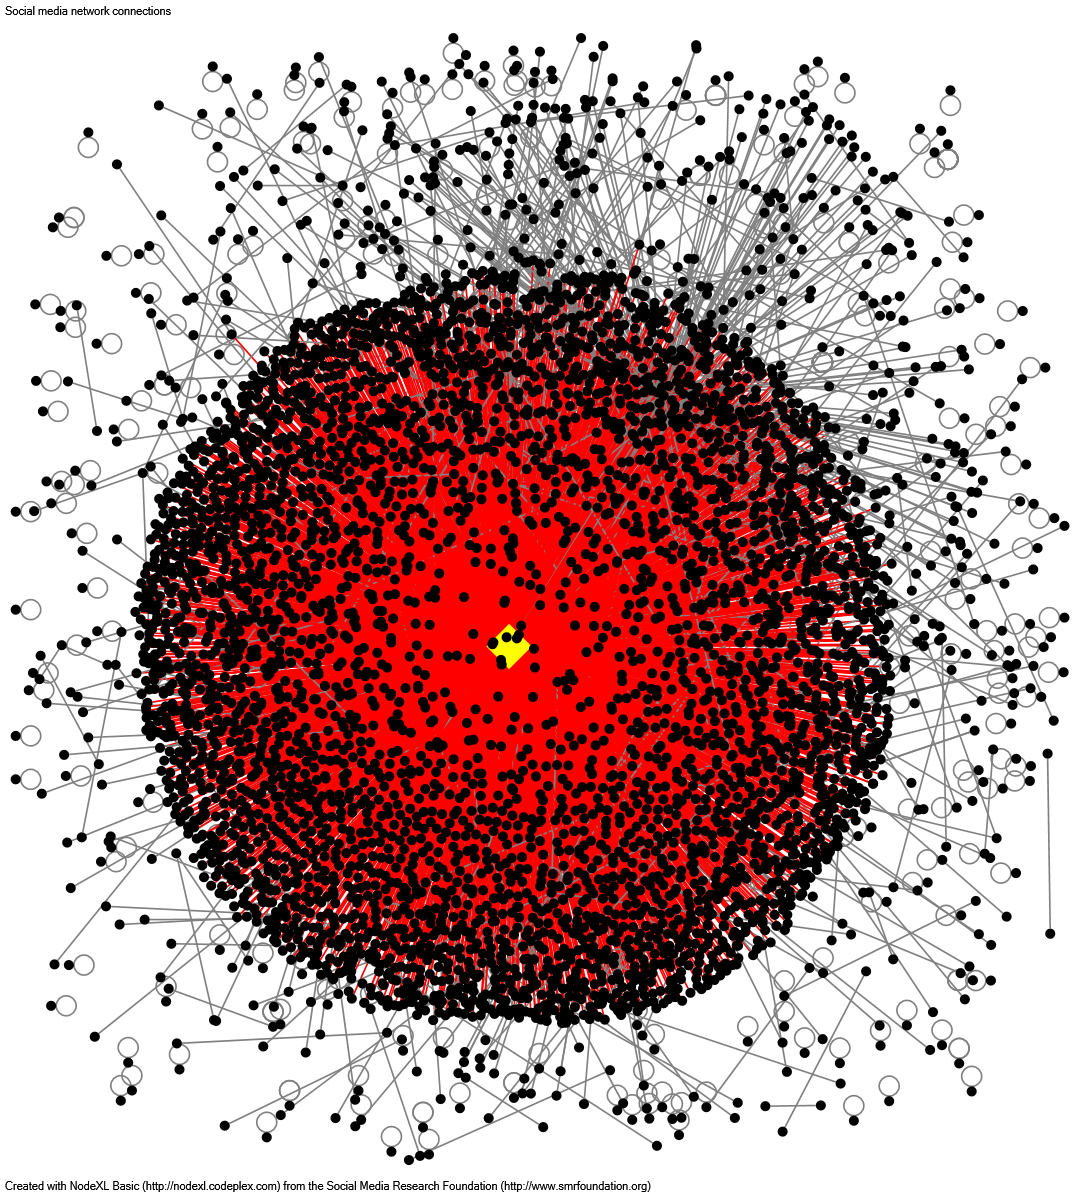 Social media network connections
Created with NodeXL Basic (http://nodexl.codeplex.com) from the Social Media Research Foundation (http://www.smrfoundation.org)